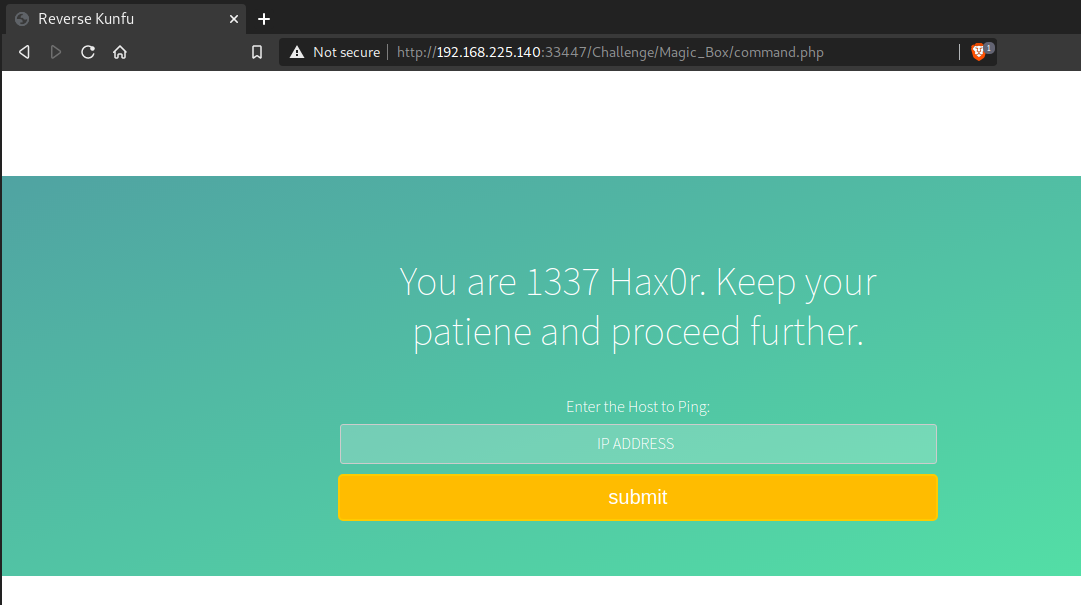 Reverse Kunfu
Not secure http://192.168.225.140:33447/Challenge/Magic_Box/command.php 1
You are 1337 Hax0r. Keep your
patiene and proceed further.
Enter the Host to Ping:
IP ADDRESS
submit